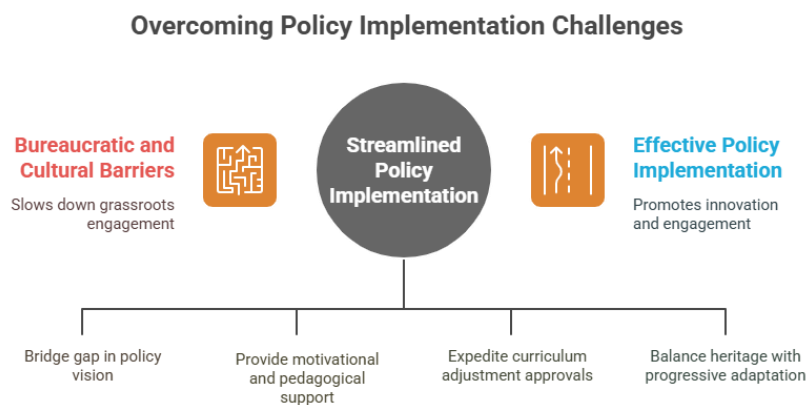 Overcoming Policy Implementation Challenges
Bureaucratic and
Cultural Barriers
Slows down grassroots
engagement
Streamlined
Policy
Implementation
Effective Policy
Implementation
Promotes innovation
and engagement
Bridge gap in policy
vision
Provide motivational
and pedagogical
support
Expedite curriculum
adjustment approvals
Balance heritage with
progressive adaptation